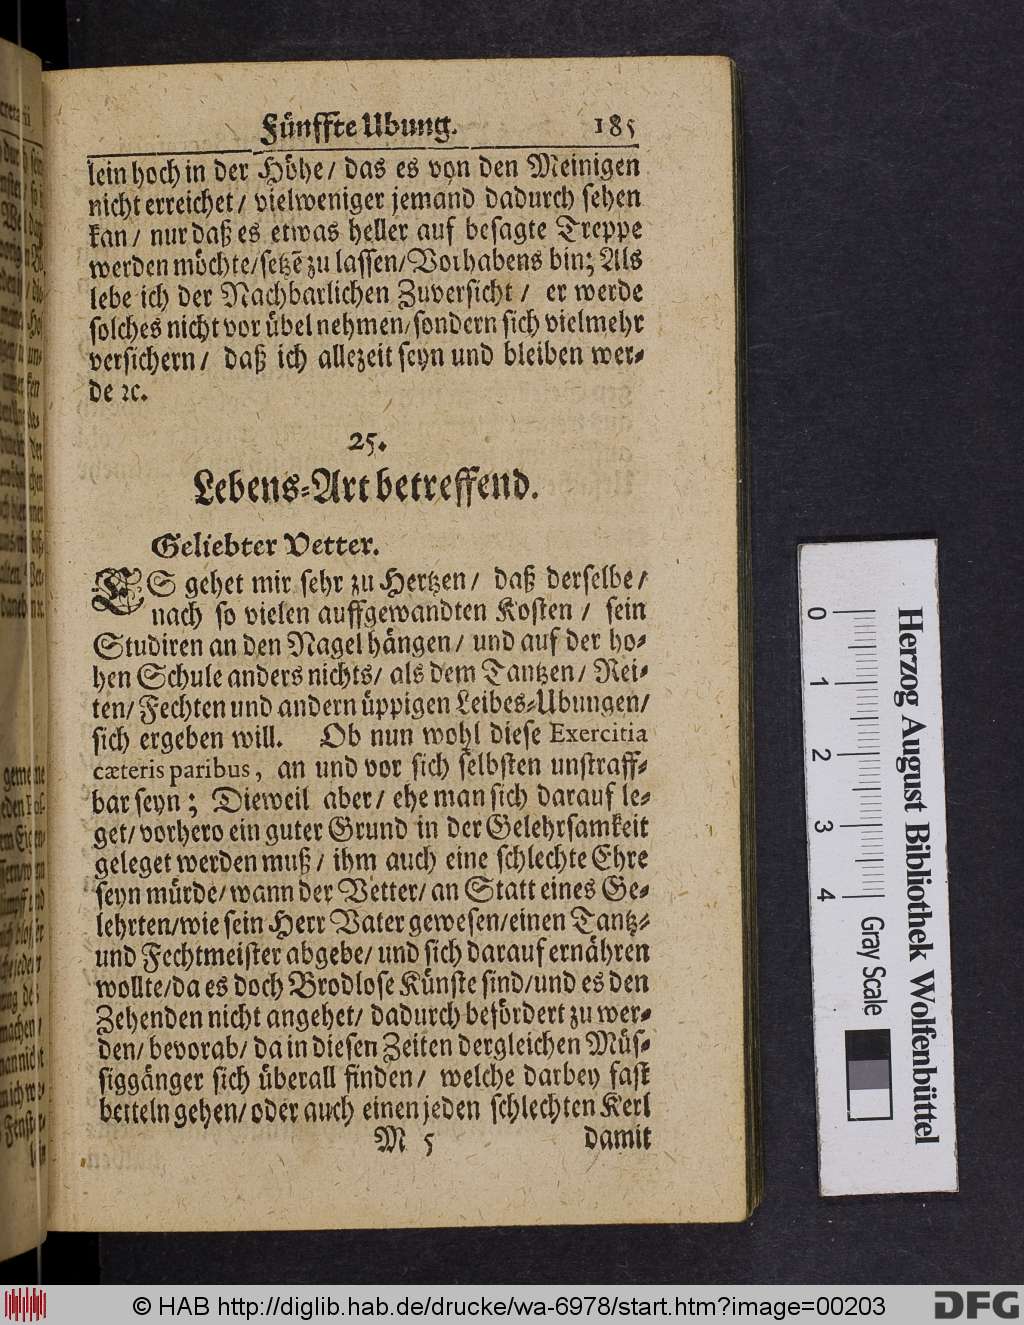 Fünffte Ubung. 185
lein hoch in der Höhe / das es von den Meinigen
nicht erreichet / vielweniger jemand dadurch sehen
kan / nur daß es etwas heller auf besagte Treppe
werden möchte / setzẽ zu lassen / Vorhabens bin; Als
lebe ich der Nachbarlichen Zuversicht / er werde
solches nicht vor übel nehmen / sondern sich vielmehr
versichern / daß ich allezeit seyn und bleiben wer-
de ꝛc.
25.
Lebens-Art betreffend.
Geliebter Vetter.
ES gehet mir sehr zu Hertzen / daß derselbe /
nach so vielen auffgewandten Kosten / sein
Studiren an den Nagel hängen / und auf der ho-
hen Schule anders nichts / als dem Tantzen / Rei-
ten / Fechten und andern üppigen Leibes-Ubungen /
sich ergeben will. Ob nun wohl diese Exercitia
cæteris paribus, an und vor sich selbsten unstraff-
bar seyn; Dieweil aber / ehe man sich darauf le-
get / vorhero ein guter Grund in der Gelehrsamkeit
geleget werden muß / ihm auch eine schlechte Ehre
seyn würde / wann der Vetter / an Statt eines Ge-
lehrten / wie sein Herr Vater gewesen / einen Tantz-
und Fechtmeister abgebe / und sich darauf ernähren
wollte / da es doch Brodlose Künste sind / und es den
Zehenden nicht angehet / dadurch befördert zu wer-
den / bevorab / da in diesen Zeiten dergleichen Müs-
siggänger sich überall finden / welche darbey fast
betteln gehen / oder auch einen jeden schlechten Kerl
M 5 damit
0 1 2 3 4
Gray Scale
Herzog August Bibliothek Wolfenbüttel
© HAB http://diglib.hab.de/drucke/wa-6978/start.htm?image=00203
DFG